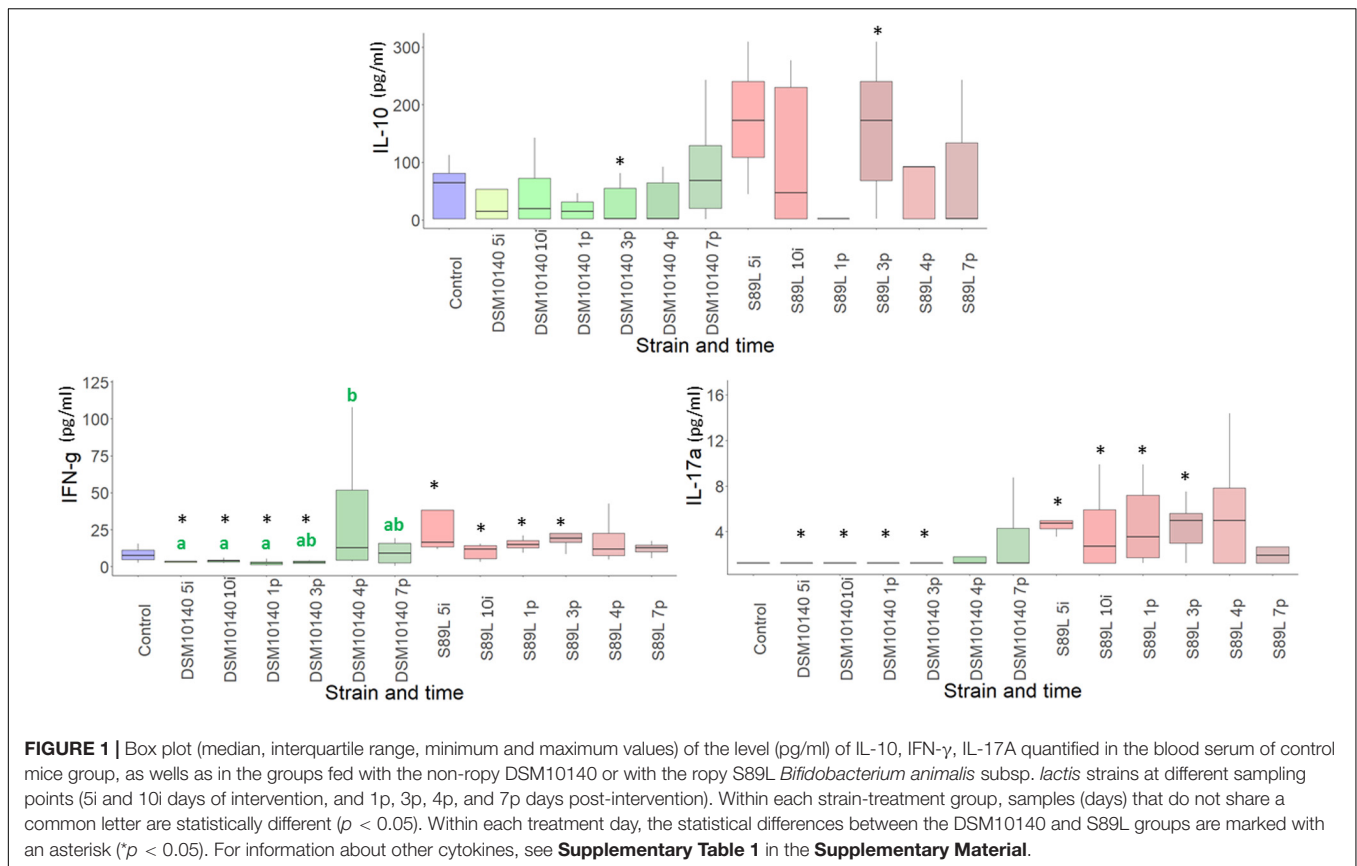 IL-10 (pg/ml)
300
200
100
0
*
*
Control
DSM10140 5i
DSM10140 10i
DSM10140 1p
DSM10140 3p
DSM10140 4p
DSM10140 7p
S89L 5i
S89L 10i
S89L 1p
S89L 3p
S89L 4p
S89L 7p
Strain and time
IFN-g (pg/ml)
125
100
75
50
25
0
* * * * * * * *
a a a ab b ab
Control
DSM10140 5i
DSM10140 10i
DSM10140 1p
DSM10140 3p
DSM10140 4p
DSM10140 7p
S89L 5i
S89L 10i
S89L 1p
S89L 3p
S89L 4p
S89L 7p
Strain and time
IL-17a (pg/ml)
16
12
8
4
* * * * * * * *
Control
DSM10140 5i
DSM10140 10i
DSM10140 1p
DSM10140 3p
DSM10140 4p
DSM10140 7p
S89L 5i
S89L 10i
S89L 1p
S89L 3p
S89L 4p
S89L 7p
Strain and time
FIGURE 1 | Box plot (median, interquartile range, minimum and maximum values) of the level (pg/ml) of IL-10, IFN-γ, IL-17A quantified in the blood serum of control
mice group, as wells as in the groups fed with the non-ropy DSM10140 or with the ropy S89L Bifidobacterium animalis subsp. lactis strains at different sampling
points (5i and 10i days of intervention, and 1p, 3p, 4p, and 7p days post-intervention). Within each strain-treatment group, samples (days) that do not share a
common letter are statistically different (p < 0.05). Within each treatment day, the statistical differences between the DSM10140 and S89L groups are marked with
an asterisk (*p < 0.05). For information about other cytokines, see Supplementary Table 1 in the Supplementary Material.